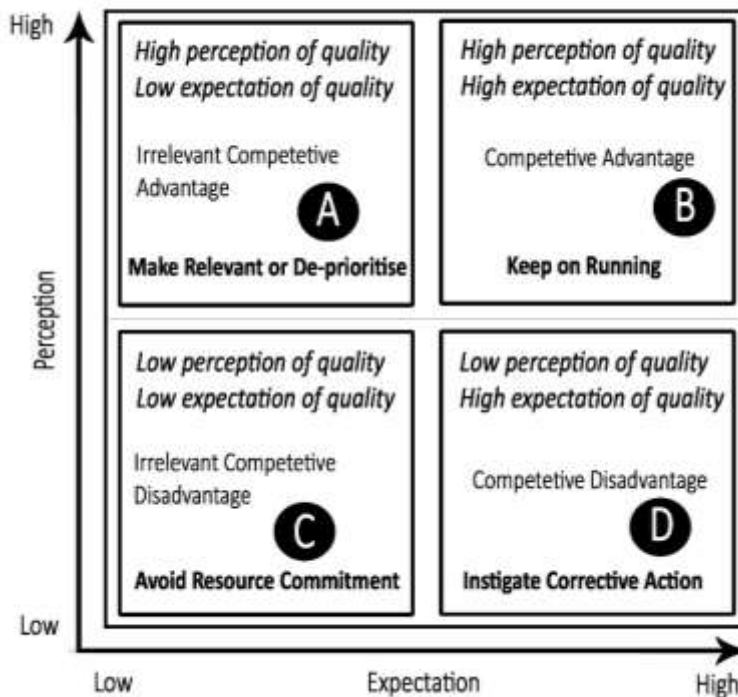 High
High perception of quality
Low expectation of quality
Irrelevant Competetive
Advantage
A
Make Relevant or De-prioritise
High perception of quality
High expectation of quality
Competetive Advantage
B
Keep on Running
Perception
Low perception of quality
Low expectation of quality
Irrelevant Competetive
Disadvantage
C
Avoid Resource Commitment
Low perception of quality
High expectation of quality
Competetive Disadvantage
D
Instigate Corrective Action
Low
Low
Expectation
High